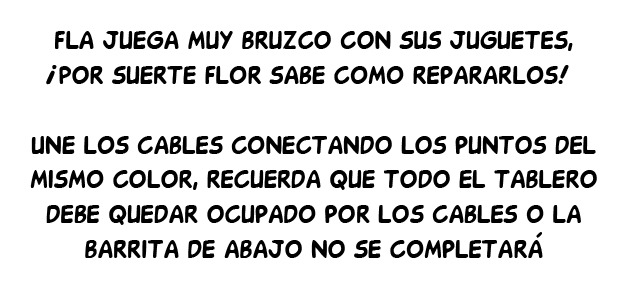 FLA JUEGA MUY BRUZCO CON SUS JUGUETES,
¡POR SUERTE FLOR SABE COMO REPARARLOS!
UNE LOS CABLES CONECTANDO LOS PUNTOS DEL
MISMO COLOR, RECUERDA QUE TODO EL TABLERO
DEBE QUEDAR OCUPADO POR LOS CABLES O LA
BARRITA DE ABAJO NO SE COMPLETARÁ